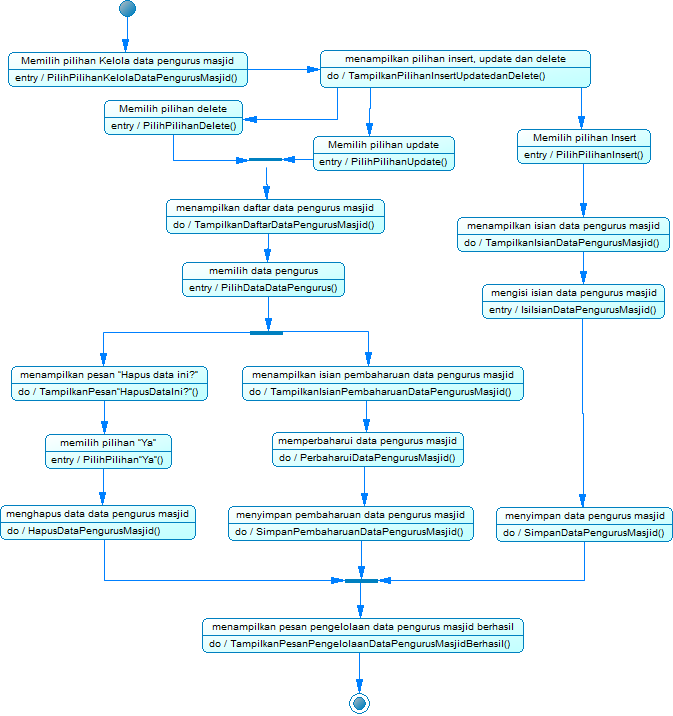 Memilih pilihan Kelola data pengurus masjid
entry / PilihPilihanKelolaDataPengurusMasjid()
menampilkan pilihan insert, update dan delete
do / TampilkanPilihanInsertUpdatedanDelete()
Memilih pilihan delete
entry / PilihPilihanDelete()
Memilih pilihan update
entry / PilihPilihanUpdate()
Memilih pilihan Insert
entry / PilihPilihanInsert()
menampilkan daftar data pengurus masjid
do / TampilkanDaftarDataPengurusMasjid()
menampilkan isian data pengurus masjid
do / TampilkanIsianDataPengurusMasjid()
memilih data pengurus
entry / PilihDataDataPengurus()
mengisi isian data pengurus masjid
entry / IsiIsianDataPengurusMasjid()
menampilkan pesan "Hapus data ini?"
do / TampilkanPesan"HapusDataIni?"()
menampilkan isian pembaharuan data pengurus masjid
do / TampilkanIsianPembaharuanDataPengurusMasjid()
memilih pilihan "Ya"
entry / PilihPilihan"Ya"()
memperbaharui data pengurus masjid
do / PerbaharuiDataPengurusMasjid()
menghapus data data pengurus masjid
do / HapusDataPengurusMasjid()
menyimpan pembaharuan data pengurus masjid
do / SimpanPembaharuanDataPengurusMasjid()
menyimpan data pengurus masjid
do / SimpanDataPengurusMasjid()
menampilkan pesan pengelolaan data pengurus masjid berhasil
do / TampilkanPesanPengelolaanDataPengurusMasjidBerhasil()